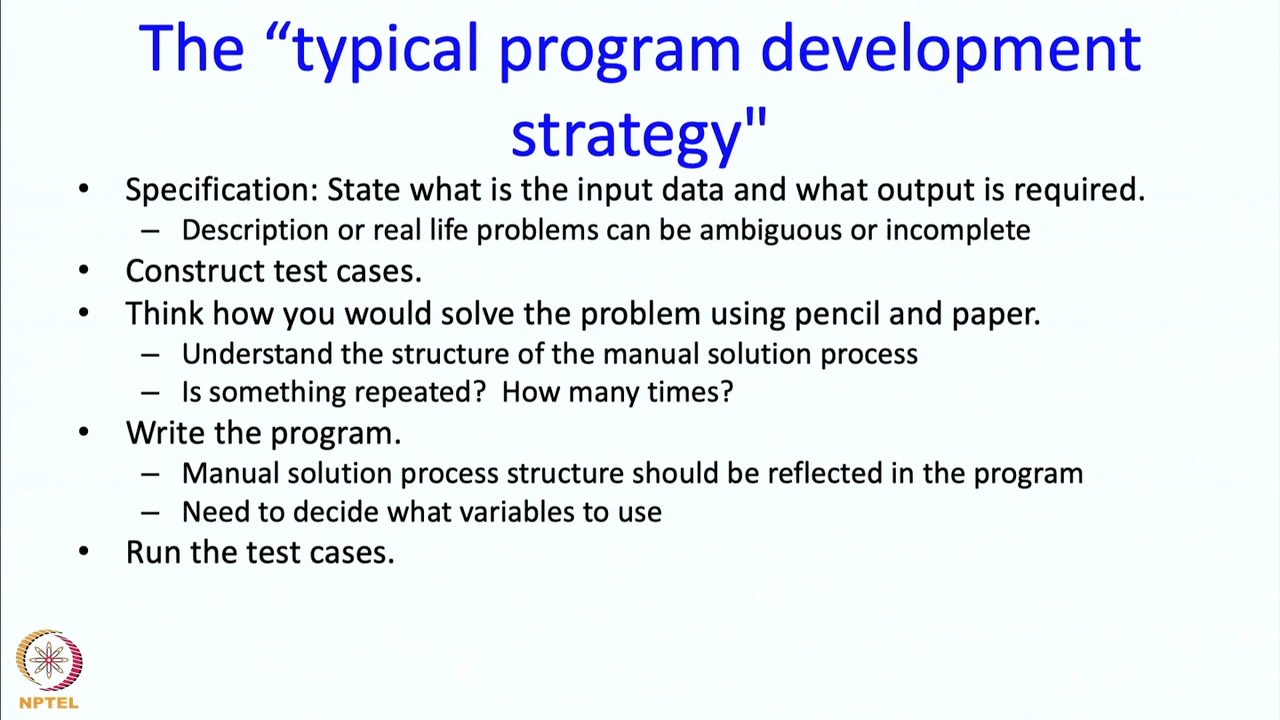 The “typical program development
strategy"
• Specification: State what is the input data and what output is required.
– Description or real life problems can be ambiguous or incomplete
• Construct test cases.
• Think how you would solve the problem using pencil and paper.
– Understand the structure of the manual solution process
– Is something repeated? How many times?
• Write the program.
– Manual solution process structure should be reflected in the program
– Need to decide what variables to use
• Run the test cases.
NPTEL